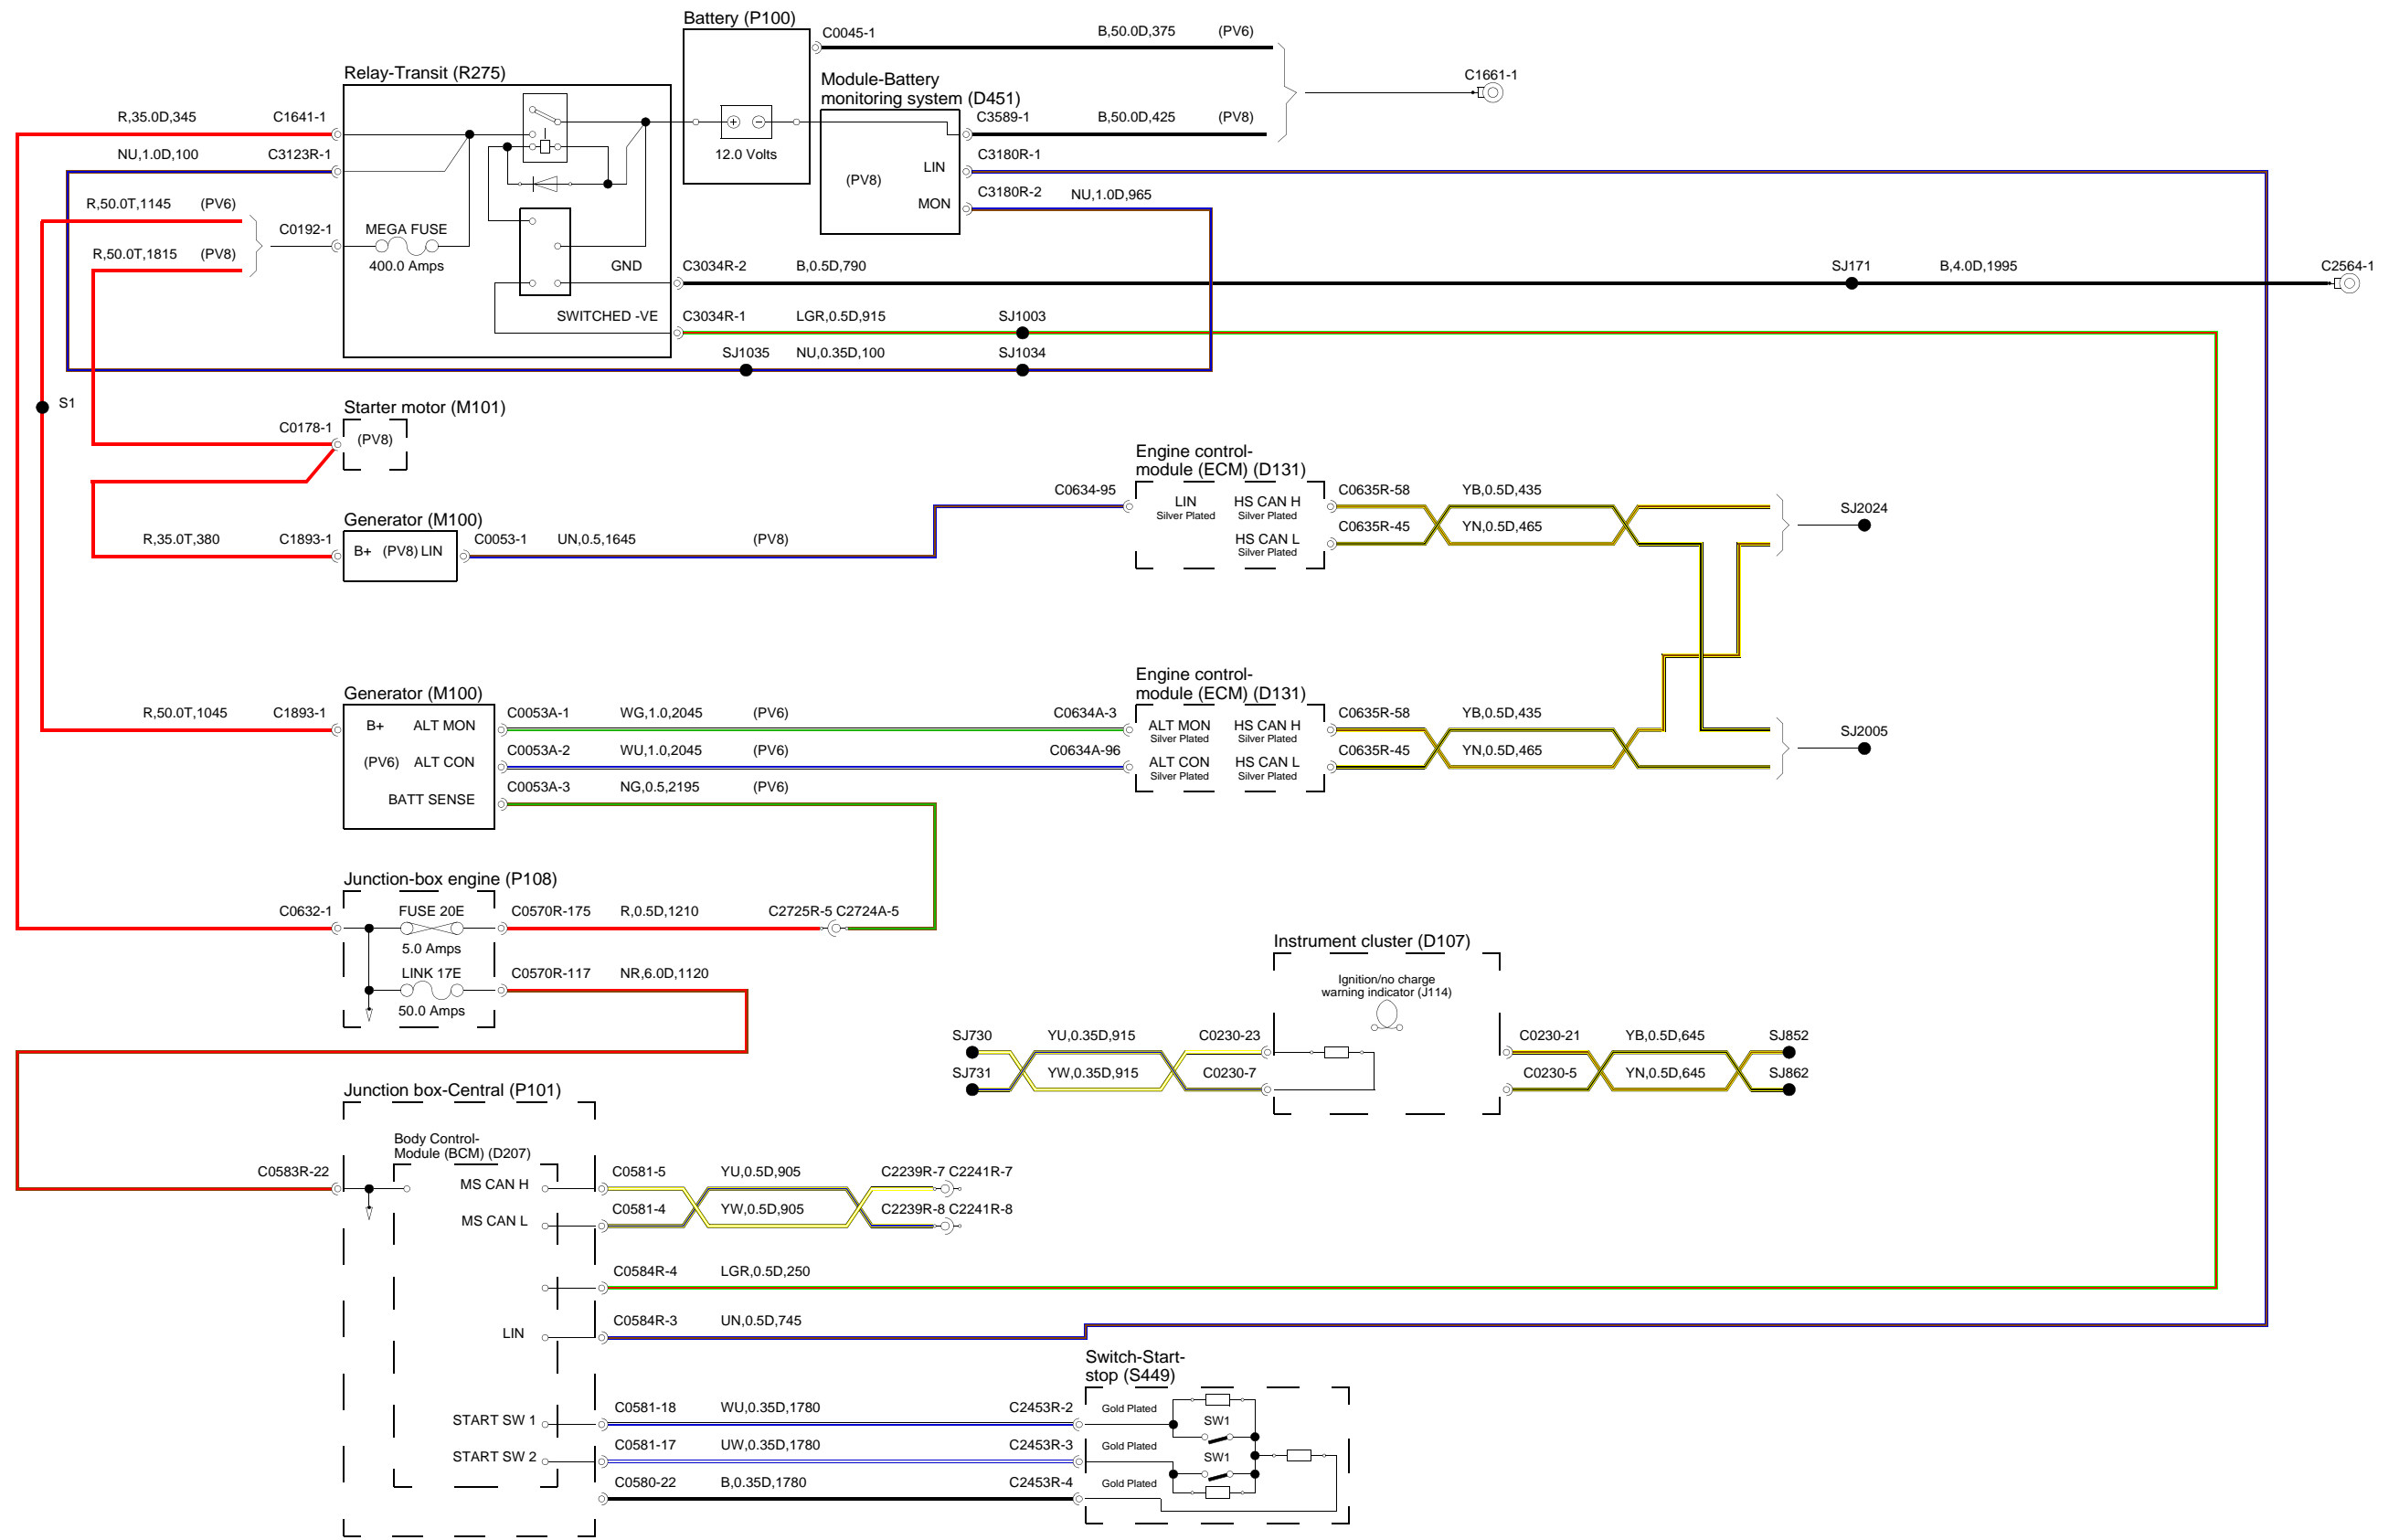 Battery (P100)
C0045-1
B,50.0D,375
(PV6)
Relay-Transit (R275)
Module-Battery
monitoring system (D451)
C1661-1
R,35.0D,345
C1641-1
C3589-1
B,50.0D,425
(PV8)
NU,1.0D,100
C3123R-1
12.0 Volts
C3180R-1
LIN
(PV8)
C3180R-2
NU,1.0D,965
MON
R,50.0T,1145
(PV6)
C0192-1
MEGA FUSE
400.0 Amps
R,50.0T,1815
(PV8)
GND
C3034R-2
B,0.5D,790
SJ171
B,4.0D,1995
C2564-1
SWITCHED -VE
C3034R-1
LGR,0.5D,915
SJ1003
SJ1035
NU,0.35D,100
SJ1034
S1
Starter motor (M101)
C0178-1
(PV8)
Engine control-
module (ECM) (D131)
C0634-95
LIN
Silver Plated
HS CAN H
Silver Plated
HS CAN L
Silver Plated
C0635R-58
YB,0.5D,435
C0635R-45
YN,0.5D,465
SJ2024
Generator (M100)
R,35.0T,380
C1893-1
B+
(PV8)
LIN
C0053-1
UN,0.5,1645
(PV8)
Engine control-
module (ECM) (D131)
Generator (M100)
R,50.0T,1045
C1893-1
B+
ALT MON
(PV6)
ALT CON
BATT SENSE
C0053A-1
WG,1.0,2045
(PV6)
C0634A-3
C0053A-2
WU,1.0,2045
(PV6)
C0634A-96
C0053A-3
NG,0.5,2195
(PV6)
ALT MON
Silver Plated
HS CAN H
Silver Plated
ALT CON
Silver Plated
HS CAN L
Silver Plated
C0635R-58
YB,0.5D,435
C0635R-45
YN,0.5D,465
SJ2005
Junction-box engine (P108)
C0632-1
FUSE 20E
5.0 Amps
C0570R-175
R,0.5D,1210
C2725R-5 C2724A-5
LINK 17E
50.0 Amps
C0570R-117
NR,6.0D,1120
Instrument cluster (D107)
Ignition/no charge
warning indicator (J114)
SJ730
YU,0.35D,915
C0230-23
SJ731
YW,0.35D,915
C0230-7
C0230-21
YB,0.5D,645
SJ852
C0230-5
YN,0.5D,645
SJ862
Junction box-Central (P101)
Body Control-
Module (BCM) (D207)
C0583R-22
MS CAN H
C0581-5
YU,0.5D,905
C2239R-7 C2241R-7
MS CAN L
C0581-4
YW,0.5D,905
C2239R-8 C2241R-8
C0584R-4
LGR,0.5D,250
LIN
C0584R-3
UN,0.5D,745
Switch-Start-
stop (S449)
START SW 1
C0581-18
WU,0.35D,1780
C2453R-2
Gold Plated
SW1
START SW 2
C0581-17
UW,0.35D,1780
C2453R-3
Gold Plated
SW1
C0580-22
B,0.35D,1780
C2453R-4
Gold Plated